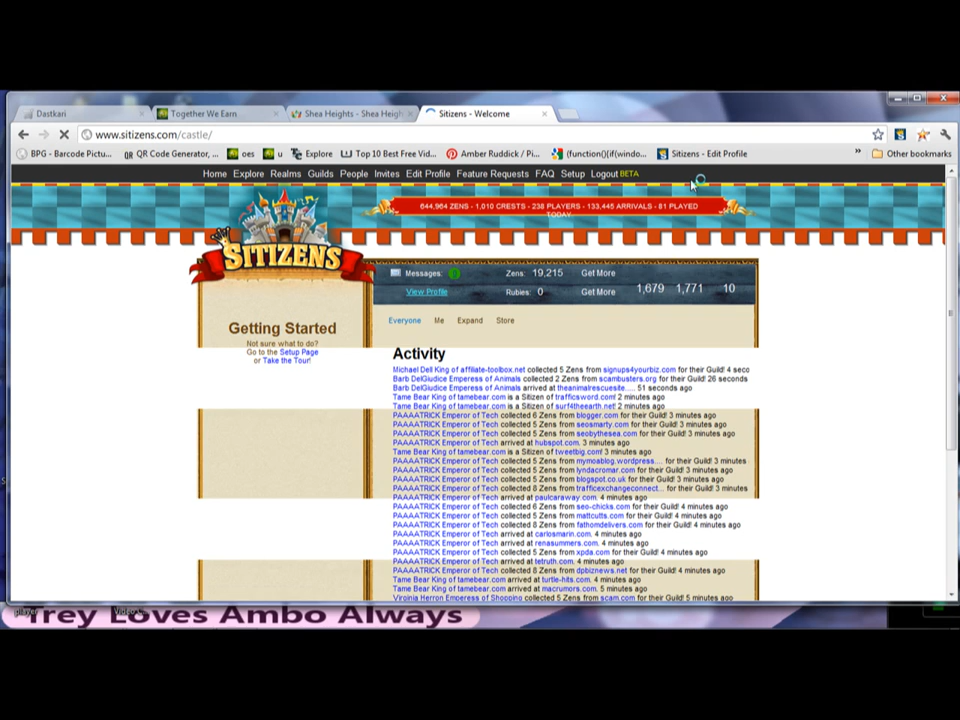 Dastkari
Together We Earn
Shea Heights - Shea Heigh
Sitizens - Welcome
www.sitizens.com/castle/
BPG - Barcode Pictu...
QR Code Generator, ...
oes
u
Explore
Top 10 Best Free Vid...
Amber Ruddick / Pi...
(function(){if(windo...
Sitizens - Edit Profile
Other bookmarks
Home Explore Realms Guilds People Invites Edit Profile Feature Requests FAQ Setup Logout BETA
644,964 ZENS - 1,010 CRESTS - 238 PLAYERS - 133,445 ARRIVALS - 81 PLAYED TODAY
SITIZENS
Messages: 0 Zens: 19,215 Get More
View Profile Rubies: 0 Get More 1,679 1,771 10
Everyone Me Expand Store
Getting Started
Not sure what to do?
Go to the Setup Page
or Take the Tour!
Activity
Michael Dell King of affiliate-toolbox.net collected 5 Zens from signups4yourbiz.com for their Guild! 4 seco
Barb DelGiudice Emperess of Animals collected 2 Zens from scambusters.org for their Guild! 26 seconds
Barb DelGiudice Emperess of Animals arrived at theanimalrescuesite..... 51 seconds ago
Tame Bear King of tamebear.com is a Sitizen of trafficsword.com! 2 minutes ago
Tame Bear King of tamebear.com is a Sitizen of surf4theearth.net! 2 minutes ago
PAAAATRICK Emperor of Tech collected 6 Zens from blogger.com for their Guild! 3 minutes ago
PAAAATRICK Emperor of Tech collected 5 Zens from seosmarty.com for their Guild! 3 minutes ago
PAAAATRICK Emperor of Tech collected 5 Zens from seobythesea.com for their Guild! 3 minutes ago
PAAAATRICK Emperor of Tech arrived at hubspot.com. 3 minutes ago
Tame Bear King of tamebear.com is a Sitizen of tweetbig.com! 3 minutes ago
PAAAATRICK Emperor of Tech collected 5 Zens from mymoablog.wordpress.... for their Guild! 3 minutes
PAAAATRICK Emperor of Tech collected 5 Zens from lyndacromar.com for their Guild! 3 minutes ago
PAAAATRICK Emperor of Tech collected 5 Zens from blogspot.co.uk for their Guild! 3 minutes ago
PAAAATRICK Emperor of Tech collected 8 Zens from trafficexchangeconnect... for their Guild! 3 minutes
PAAAATRICK Emperor of Tech arrived at paulcaraway.com. 4 minutes ago
PAAAATRICK Emperor of Tech collected 6 Zens from seo-chicks.com for their Guild! 4 minutes ago
PAAAATRICK Emperor of Tech collected 5 Zens from mattcutts.com for their Guild! 4 minutes ago
PAAAATRICK Emperor of Tech collected 8 Zens from fathomdelivers.com for their Guild! 4 minutes ago
PAAAATRICK Emperor of Tech arrived at carlosmarin.com. 4 minutes ago
PAAAATRICK Emperor of Tech arrived at renasummers.com. 4 minutes ago
PAAAATRICK Emperor of Tech collected 5 Zens from xpda.com for their Guild! 4 minutes ago
PAAAATRICK Emperor of Tech arrived at tetruth.com. 4 minutes ago
PAAAATRICK Emperor of Tech collected 8 Zens from dpbiznews.net for their Guild! 4 minutes ago
Tame Bear King of tamebear.com arrived at turtle-hits.com. 4 minutes ago
Tame Bear King of tamebear.com arrived at macrumors.com. 5 minutes ago
Virginia Herron Emperess of Shopping collected 5 Zens from scam.com for their Guild! 5 minutes ago
Trey Loves Ambo Always